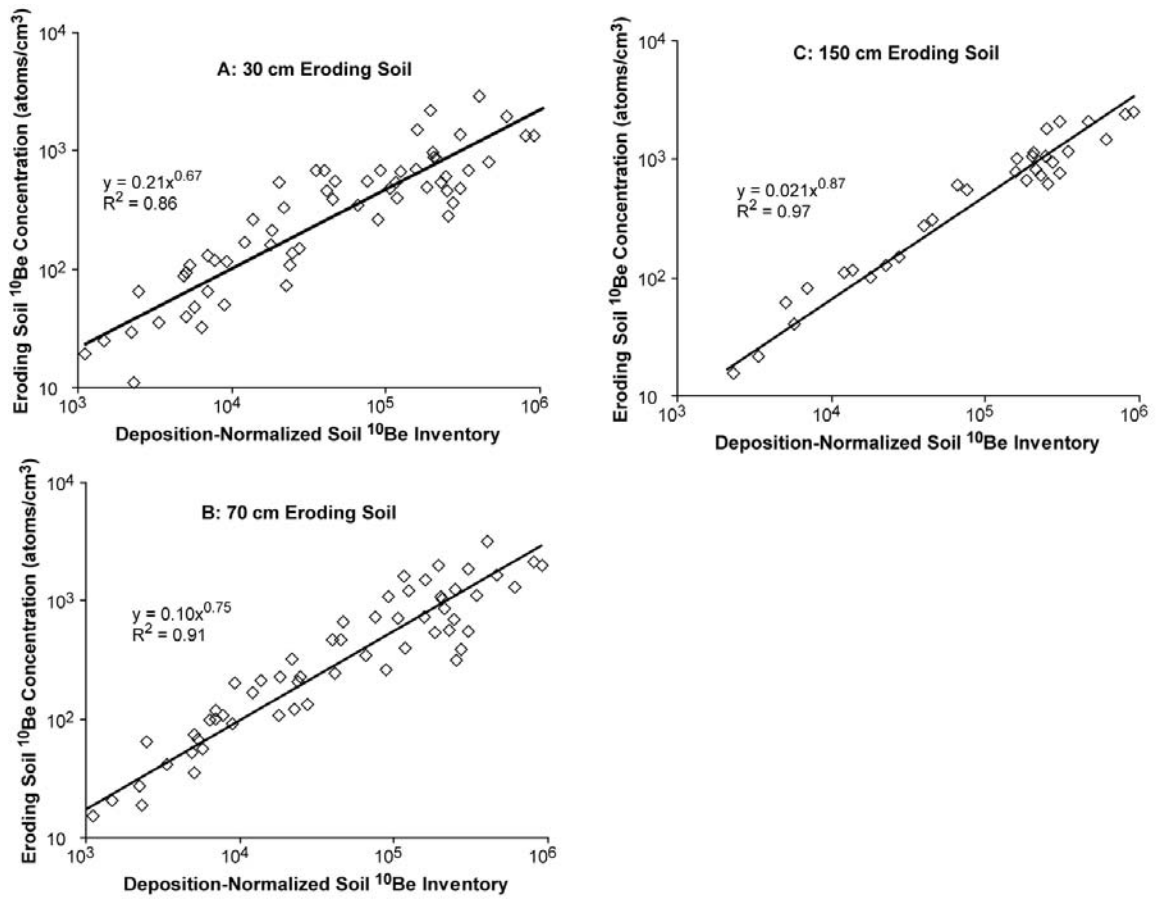 A: 30 cm Eroding Soil
Eroding Soil ¹⁰Be Concentration (atoms/cm³)
10⁴
10³
10²
10
y = 0.21x^0.67
R² = 0.86
10³ 10⁴ 10⁵ 10⁶
Deposition-Normalized Soil ¹⁰Be Inventory
B: 70 cm Eroding Soil
Eroding Soil ¹⁰Be Concentration (atoms/cm³)
10⁴
10³
10²
10
y = 0.10x^0.75
R² = 0.91
10³ 10⁴ 10⁵ 10⁶
Deposition-Normalized Soil ¹⁰Be Inventory
C: 150 cm Eroding Soil
Eroding Soil ¹⁰Be Concentration (atoms/cm³)
10⁴
10³
10²
10
y = 0.021x^0.87
R² = 0.97
10³ 10⁴ 10⁵ 10⁶
Deposition-Normalized Soil ¹⁰Be Inventory